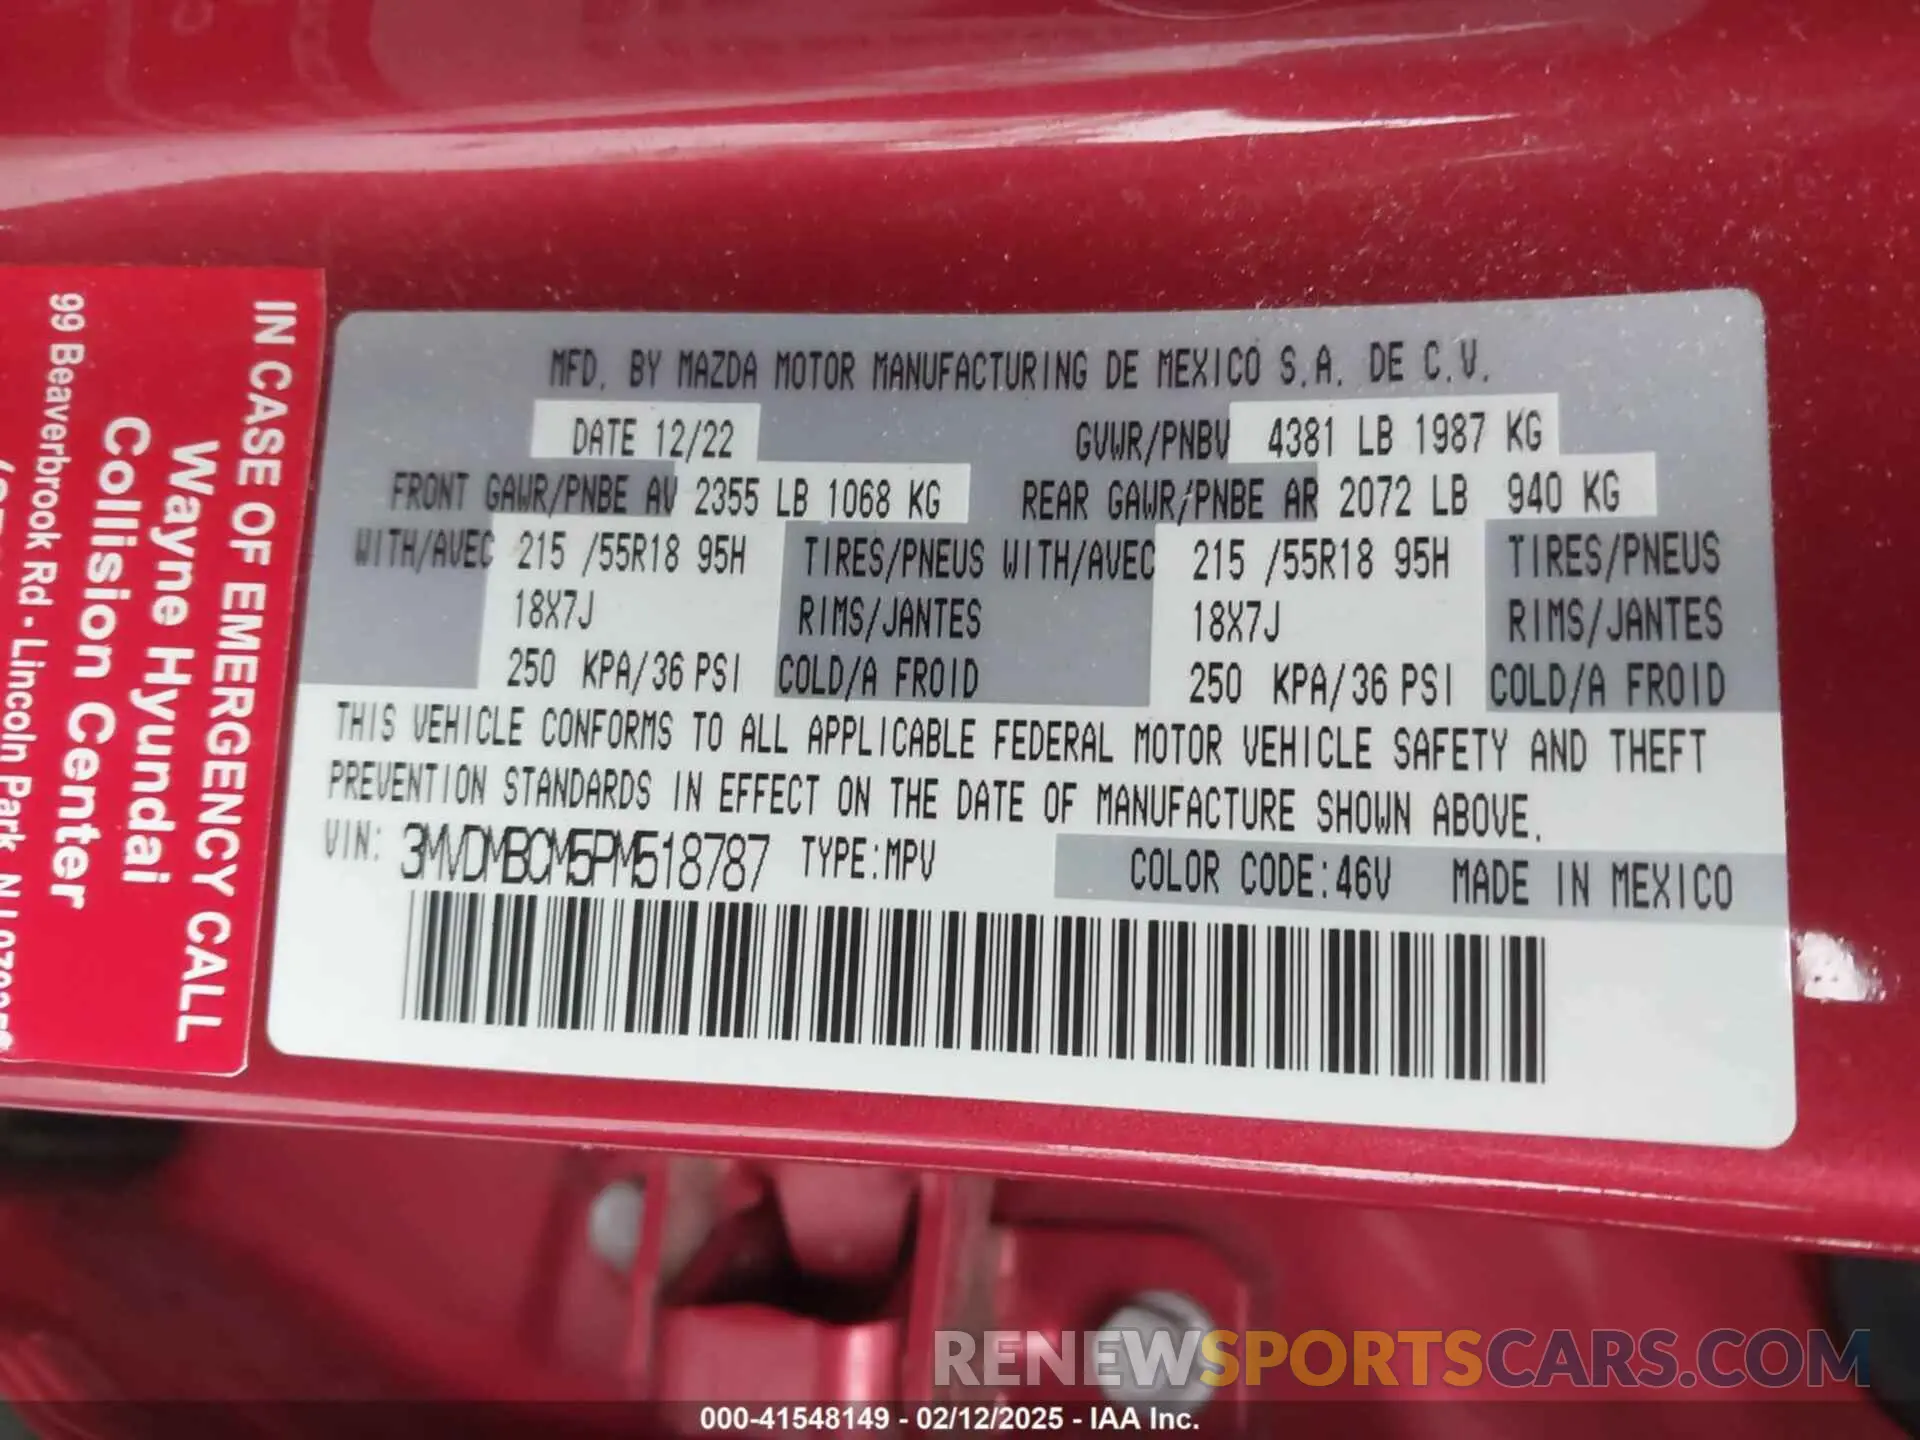 MFD. BY MAZDA MOTOR MANUFACTURING DE MEXICO S.A. DE C.V.
DATE 12/22 GVWR/PNBV 4381 LB 1987 KG
FRONT GAWR/PNBE AV 2355 LB 1068 KG REAR GAWR/PNBE AR 2072 LB 940 KG
WITH/AVEC 215 /55R18 95H TIRES/PNEUS WITH/AVEC 215 /55R18 95H TIRES/PNEUS
18X7J RIMS/JANTES 18X7J RIMS/JANTES
250 KPA/36 PSI COLD/A FROID 250 KPA/36 PSI COLD/A FROID
THIS VEHICLE CONFORMS TO ALL APPLICABLE FEDERAL MOTOR VEHICLE SAFETY AND THEFT
PREVENTION STANDARDS IN EFFECT ON THE DATE OF MANUFACTURE SHOWN ABOVE.
VIN: 3MVDMBCM5PM518787 TYPE:MPV COLOR CODE:46V MADE IN MEXICO
IN CASE OF EMERGENCY CALL
Wayne Hyundai
Collision Center
99 Beaverbrook Rd - Lincoln Park, NJ
RENEWSPORTSCARS.COM
000-41548149 - 02/12/2025 - IAA Inc.